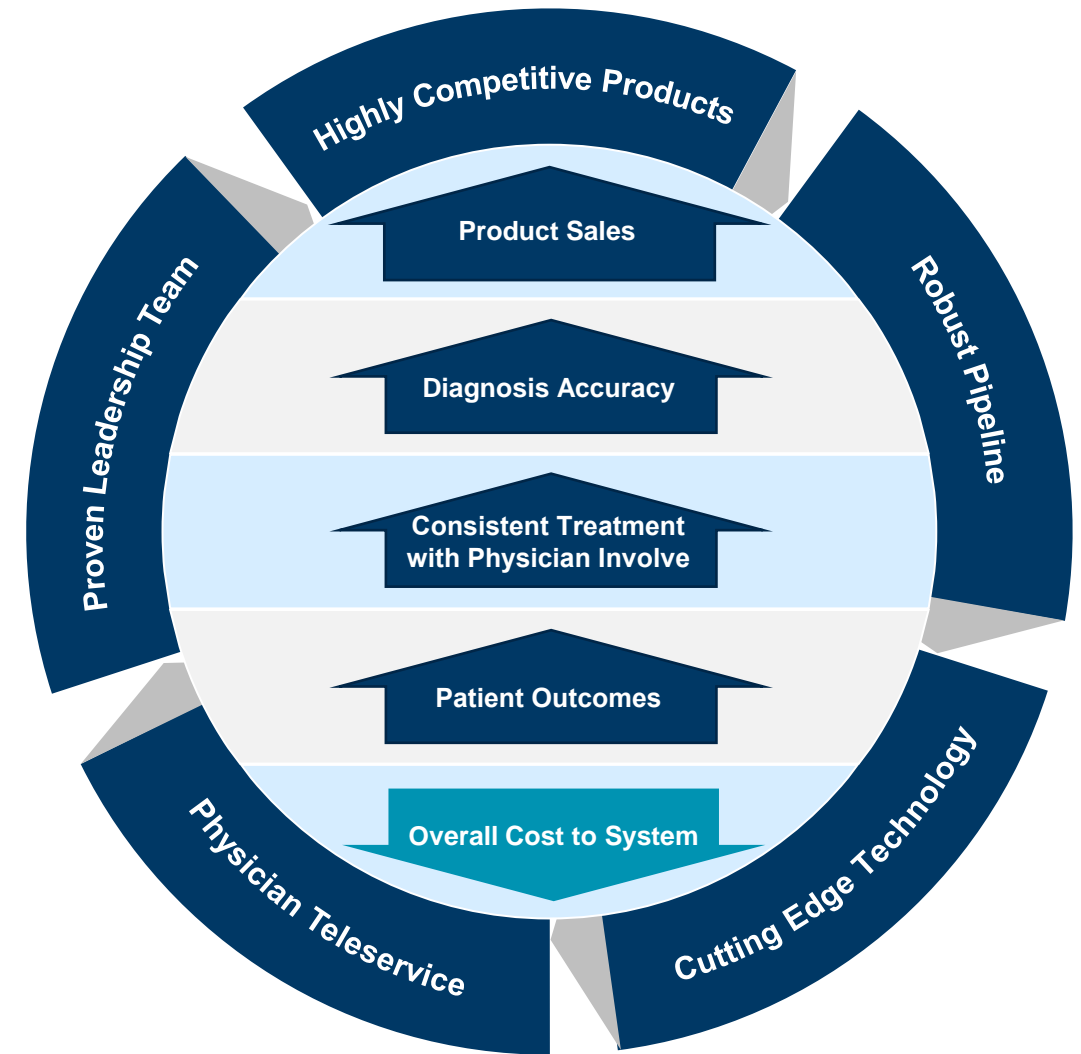 Highly Competitive Products
Robust Pipeline
Cutting Edge Technology
Physician Teleservice
Proven Leadership Team
Product Sales
Diagnosis Accuracy
Consistent Treatment
with Physician Involve
Patient Outcomes
Overall Cost to System